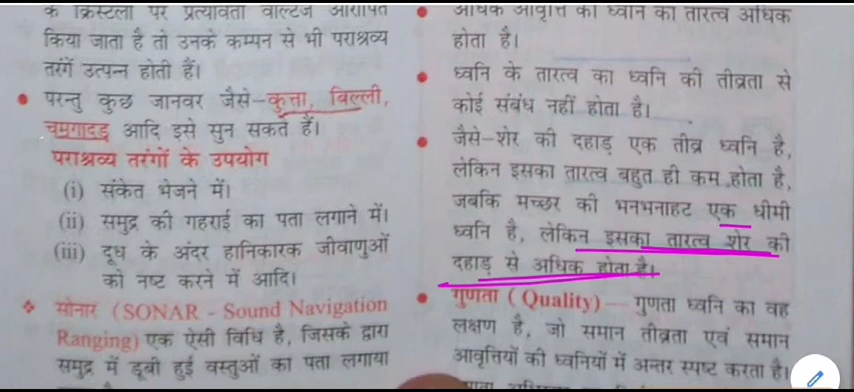 के क्रिस्टलों पर प्रत्यावर्ती वोल्टेज आरोपित
किया जाता है तो उनके कम्पन से भी पराश्रव्य
तरंगें उत्पन्न होती हैं।
• परन्तु कुछ जानवर जैसे–कुत्ता, बिल्ली,
चमगादड़ आदि इसे सुन सकते हैं।
पराश्रव्य तरंगों के उपयोग
(i) संकेत भेजने में।
(ii) समुद्र की गहराई का पता लगाने में।
(iii) दूध के अंदर हानिकारक जीवाणुओं
को नष्ट करने में आदि।
❖ सोनार (SONAR - Sound Navigation
Ranging) एक ऐसी विधि है, जिसके द्वारा
समुद्र में डूबी हुई वस्तुओं का पता लगाया
• अधिक आवृत्ति की ध्वनि का तारत्व अधिक
होता है।
• ध्वनि के तारत्व का ध्वनि की तीव्रता से
कोई संबंध नहीं होता है।
• जैसे–शेर की दहाड़ एक तीव्र ध्वनि है,
लेकिन इसका तारत्व बहुत ही कम होता है,
जबकि मच्छर की भनभनाहट एक धीमी
ध्वनि है, लेकिन इसका तारत्व शेर की
दहाड़ से अधिक होता है।
• गुणता (Quality)— गुणता ध्वनि का वह
लक्षण है, जो समान तीव्रता एवं समान
आवृत्तियों की ध्वनियों में अन्तर स्पष्ट करता है।